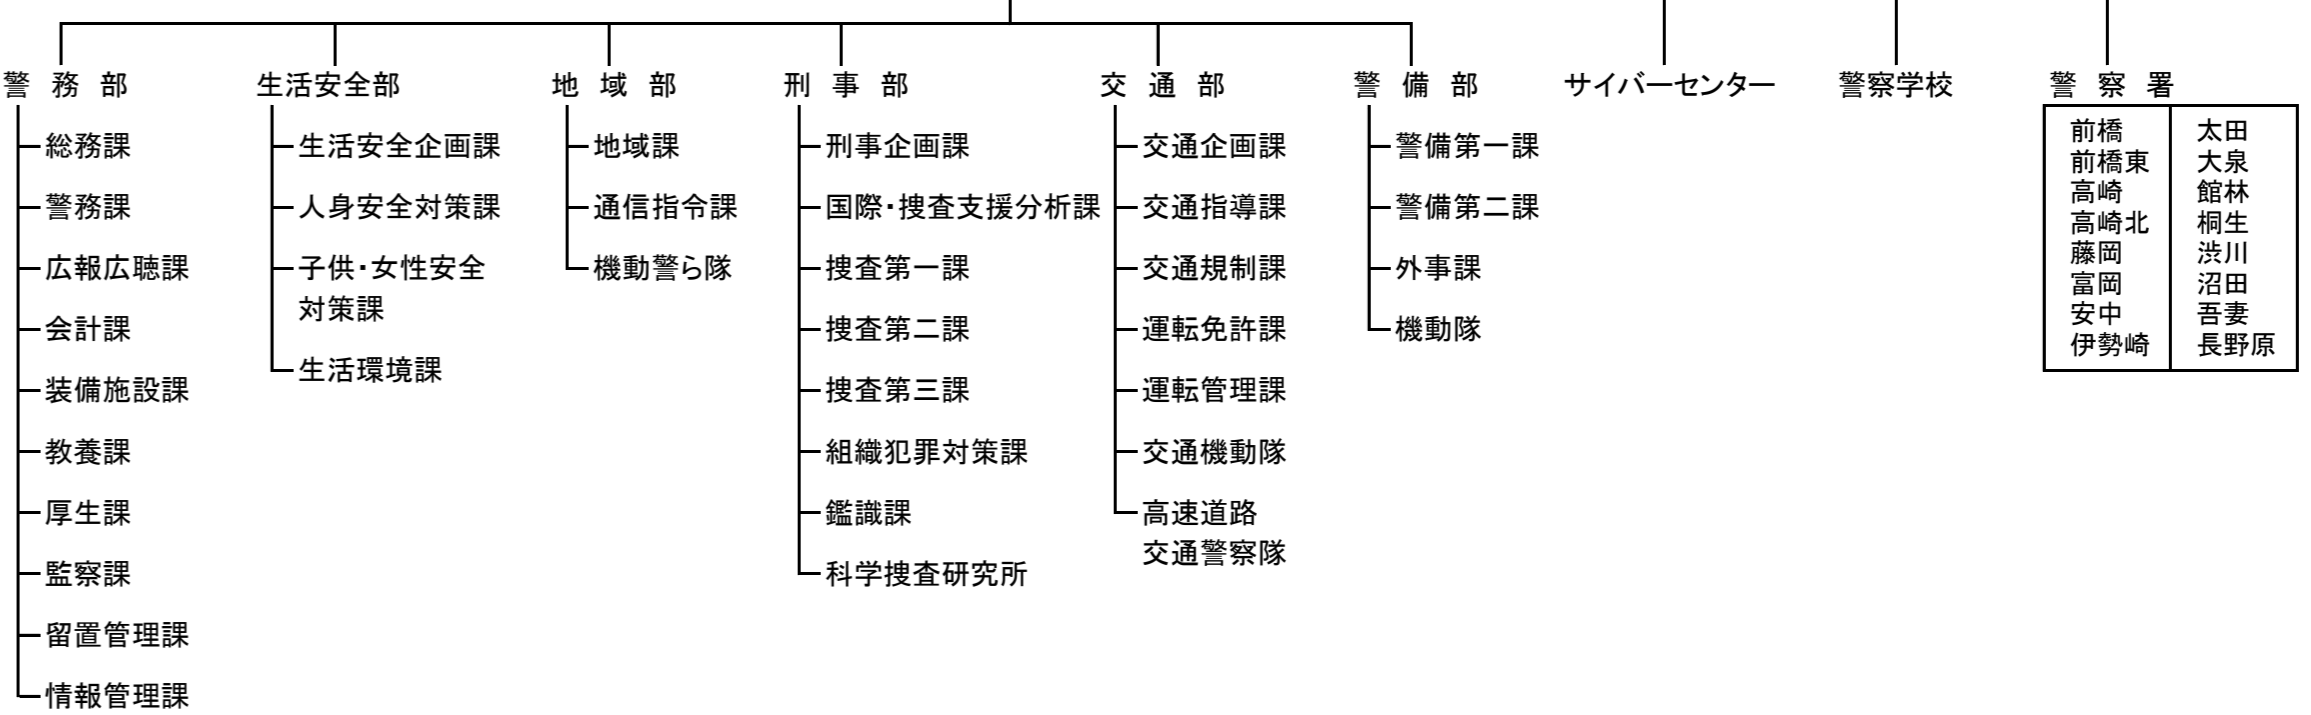 警務部
総務課
警務課
広報広聴課
会計課
装備施設課
教養課
厚生課
監察課
留置管理課
情報管理課
生活安全部
生活安全企画課
人身安全対策課
子供・女性安全
対策課
生活環境課
地域部
地域課
通信指令課
機動警ら隊
刑事部
刑事企画課
国際・捜査支援分析課
捜査第一課
捜査第二課
捜査第三課
組織犯罪対策課
鑑識課
科学捜査研究所
交通部
交通企画課
交通指導課
交通規制課
運転免許課
運転管理課
交通機動隊
高速道路
交通警察隊
警備部
警備第一課
警備第二課
外事課
機動隊
サイバーセンター
警察学校
警察署
前橋
前橋東
高崎
高崎北
藤岡
富岡
安中
伊勢崎
太田
大泉
館林
桐生
渋川
沼田
吾妻
長野原